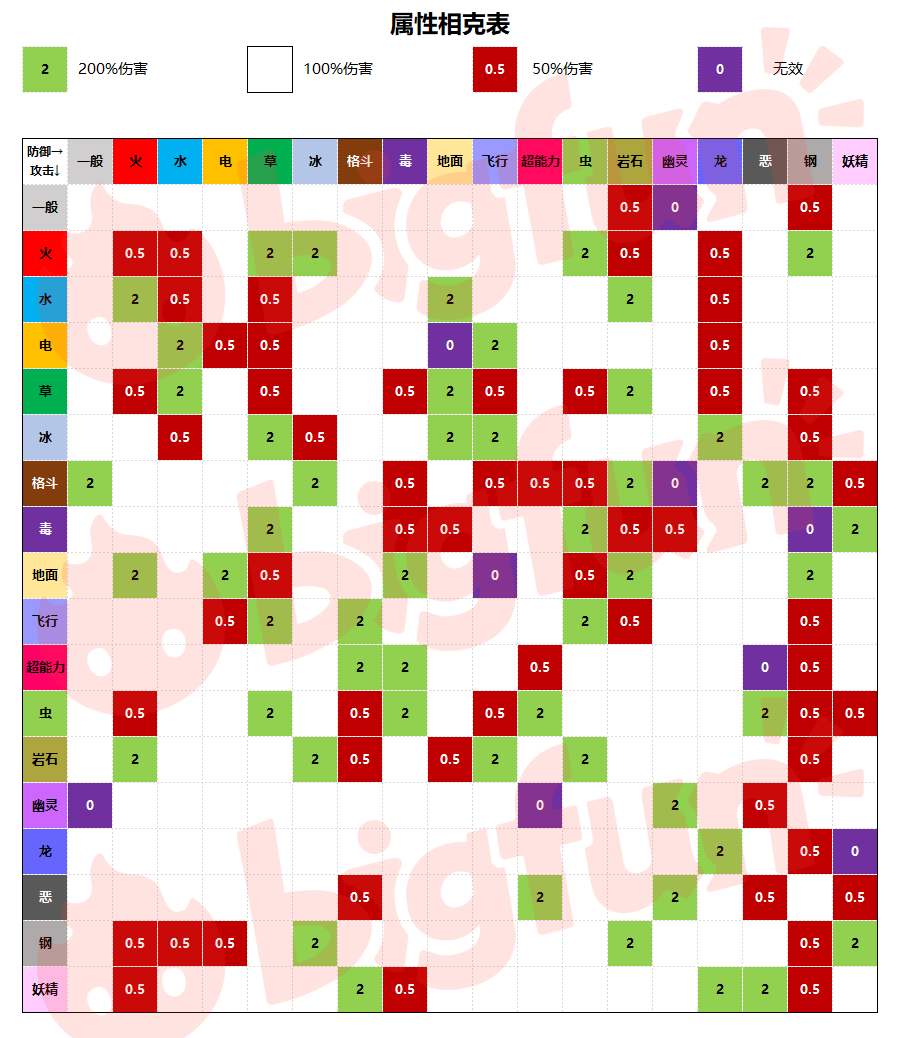 属性相克表
2 200%伤害 100%伤害 0.5 50%伤害 0 无效
防御→
攻击↓
一般 火 水 电 草 冰 格斗 毒 地面 飞行 超能力 虫 岩石 幽灵 龙 恶 钢 妖精
一般 0.5 0 0.5
火 0.5 0.5 2 2 2 0.5 0.5 2
水 2 0.5 0.5 2 2 0.5
电 2 0.5 0.5 0 2 0.5
草 0.5 2 0.5 0.5 2 0.5 0.5 2 0.5 0.5
冰 0.5 2 0.5 2 2 2 0.5
格斗 2 2 0.5 0.5 0.5 0.5 2 0 2 2 0.5
毒 2 0.5 0.5 2 0.5 0.5 0 2
地面 2 2 0.5 2 0 0.5 2 2
飞行 0.5 2 2 2 0.5 0.5
超能力 2 2 0.5 0 0.5
虫 0.5 2 0.5 2 0.5 2 2 0.5 0.5
岩石 2 2 0.5 0.5 2 2 0.5
幽灵 0 0 2 0.5
龙 2 0.5 0
恶 0.5 2 2 0.5 0.5
钢 0.5 0.5 0.5 2 2 0.5 2
妖精 0.5 2 0.5 2 2 0.5
bigfun
bigfun
bigfun